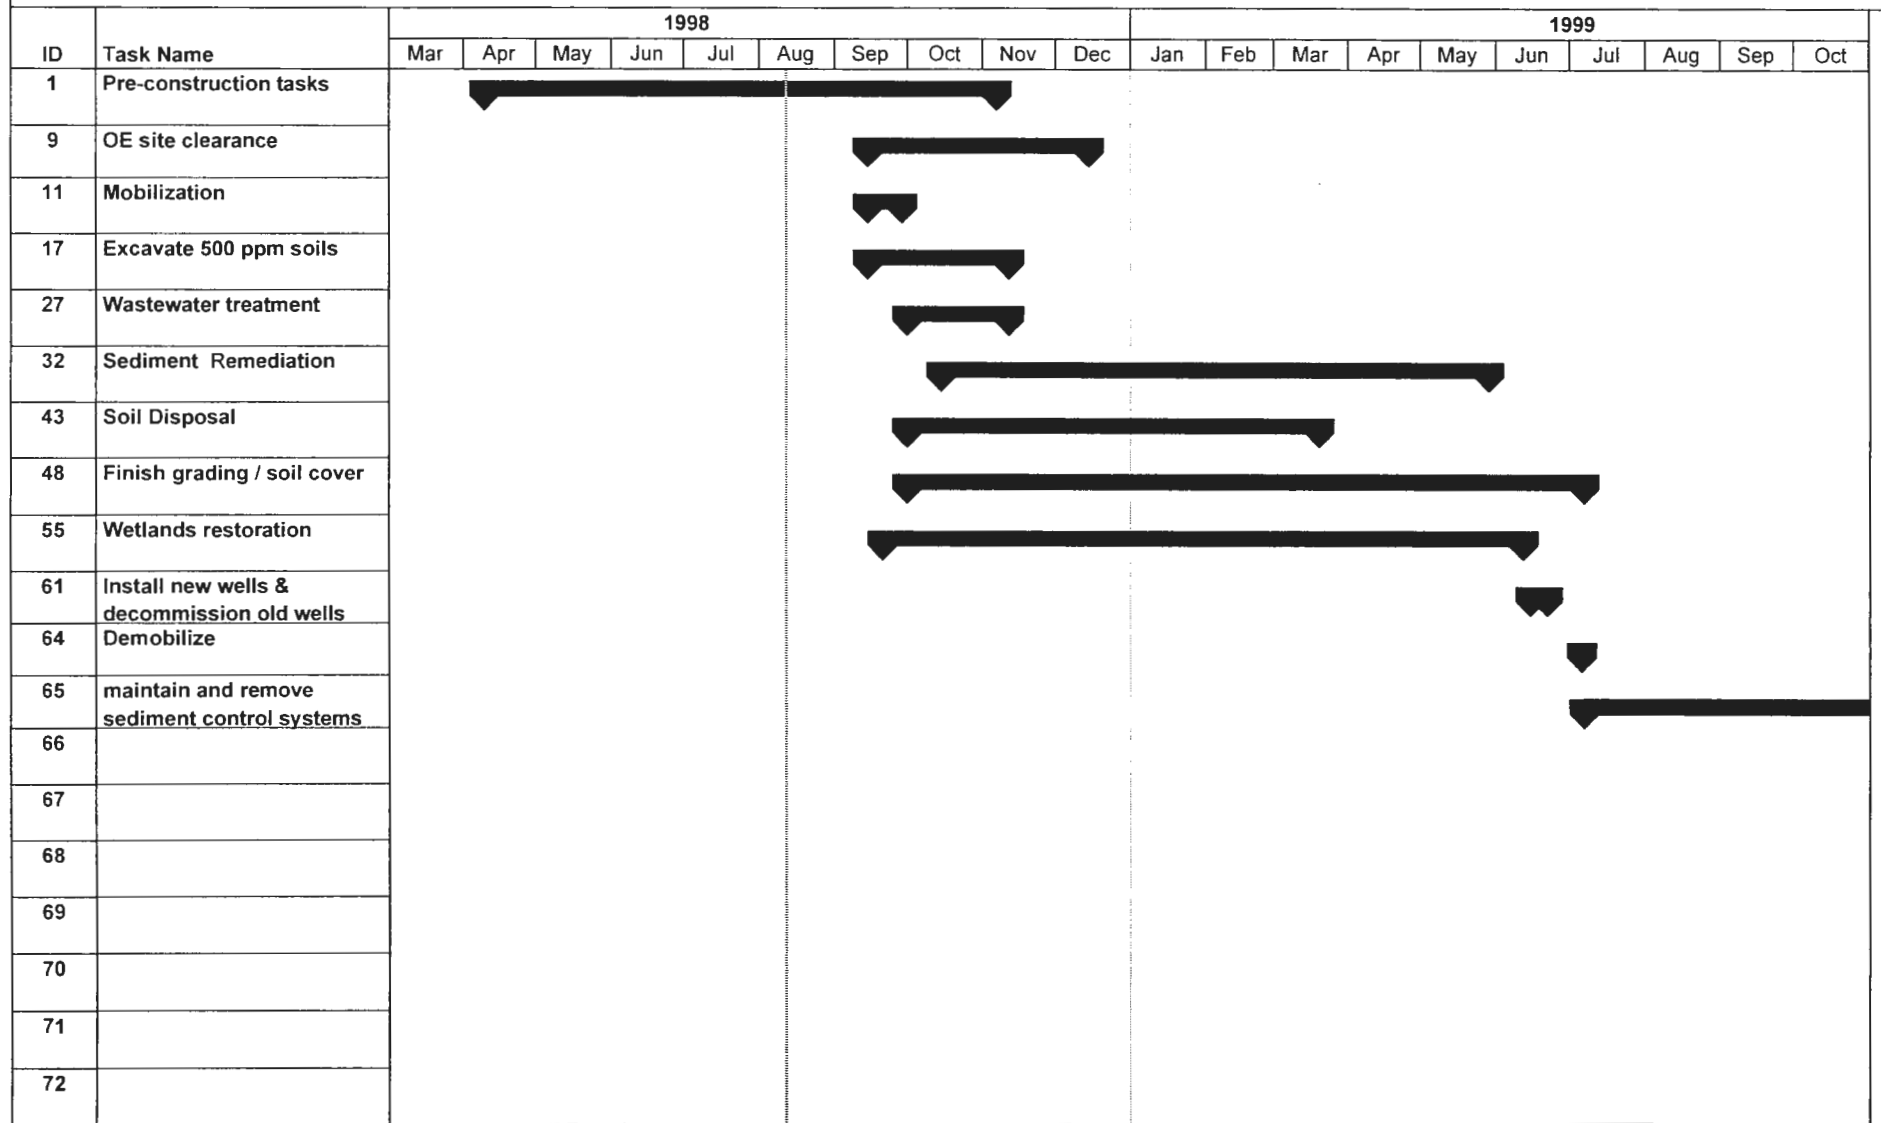 1998 1999
ID Task Name Mar Apr May Jun Jul Aug Sep Oct Nov Dec Jan Feb Mar Apr May Jun Jul Aug Sep Oct
1 Pre-construction tasks
9 OE site clearance
11 Mobilization
17 Excavate 500 ppm soils
27 Wastewater treatment
32 Sediment Remediation
43 Soil Disposal
48 Finish grading / soil cover
55 Wetlands restoration
61 Install new wells &
decommission old wells
64 Demobilize
65 maintain and remove
sediment control systems
66
67
68
69
70
71
72